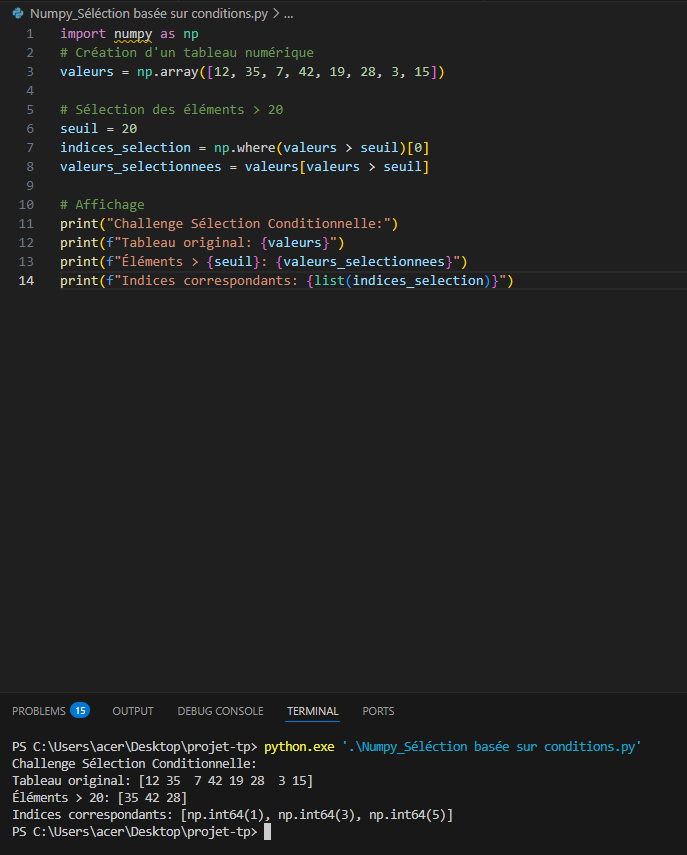 Numpy_Séléction basée sur conditions.py > ...
1 import numpy as np
2 # Création d'un tableau numérique
3 valeurs = np.array([12, 35, 7, 42, 19, 28, 3, 15])
4
5 # Sélection des éléments > 20
6 seuil = 20
7 indices_selection = np.where(valeurs > seuil)[0]
8 valeurs_selectionnees = valeurs[valeurs > seuil]
9
10 # Affichage
11 print("Challenge Sélection Conditionnelle:")
12 print(f"Tableau original: {valeurs}")
13 print(f"Éléments > {seuil}: {valeurs_selectionnees}")
14 print(f"Indices correspondants: {list(indices_selection)}")
PROBLEMS 15 OUTPUT DEBUG CONSOLE TERMINAL PORTS
PS C:\Users\acer\Desktop\projet-tp> python.exe '.\Numpy_Séléction basée sur conditions.py'
Challenge Sélection Conditionnelle:
Tableau original: [12 35  7 42 19 28  3 15]
Éléments > 20: [35 42 28]
Indices correspondants: [np.int64(1), np.int64(3), np.int64(5)]
PS C:\Users\acer\Desktop\projet-tp>